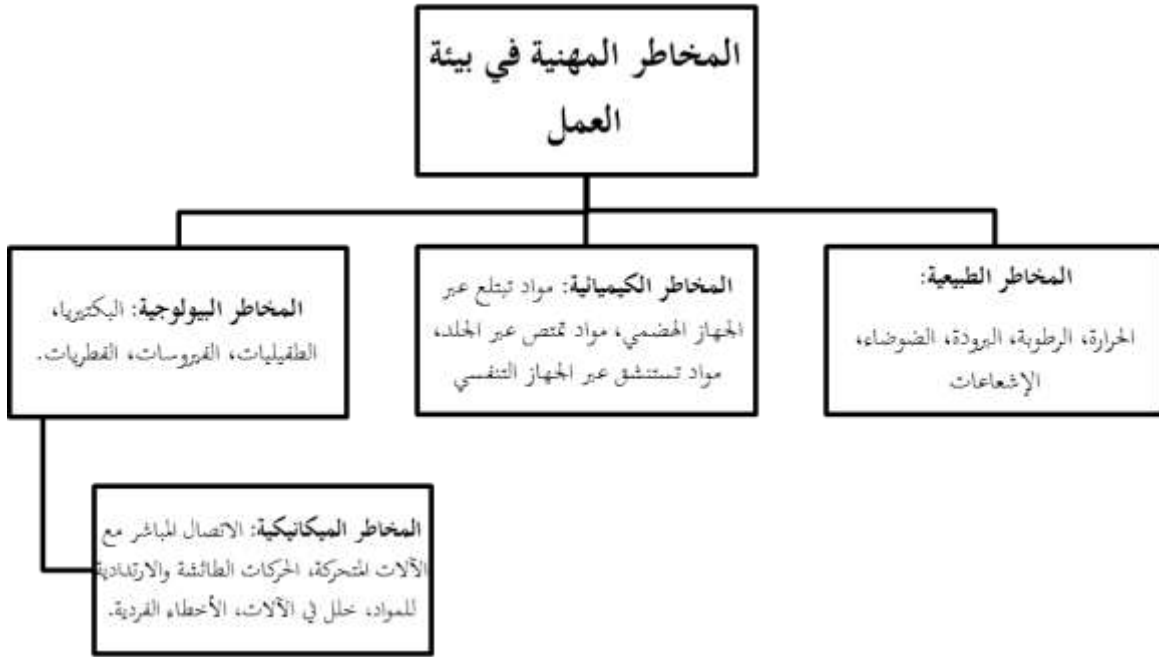 المخاطر المهنية في بيئة
العمل
المخاطر الطبيعية:
الحرارة، الرطوبة، البرودة، الضوضاء،
الإشعاعات
المخاطر الكيميائية: مواد تبتلع عبر
الجهاز الهضمي، مواد تمتص عبر الجلد،
مواد تستنشق عبر الجهاز التنفسي
المخاطر البيولوجية: البكتيريا،
الطفيليات، الفيروسات، الفطريات.
المخاطر الميكانيكية: الاتصال المباشر مع
الآلات المتحركة، الحركات الطائشة والارتدادية
للمواد، خلل في الآلات، الأخطاء الفردية.